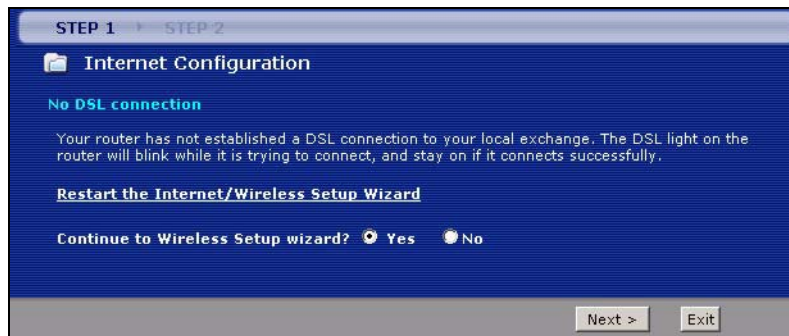 STEP 1 STEP 2
Internet Configuration
No DSL connection
Your router has not established a DSL connection to your local exchange. The DSL light on the
router will blink while it is trying to connect, and stay on if it connects successfully.
Restart the Internet/Wireless Setup Wizard
Continue to Wireless Setup wizard? Yes No
Next > Exit